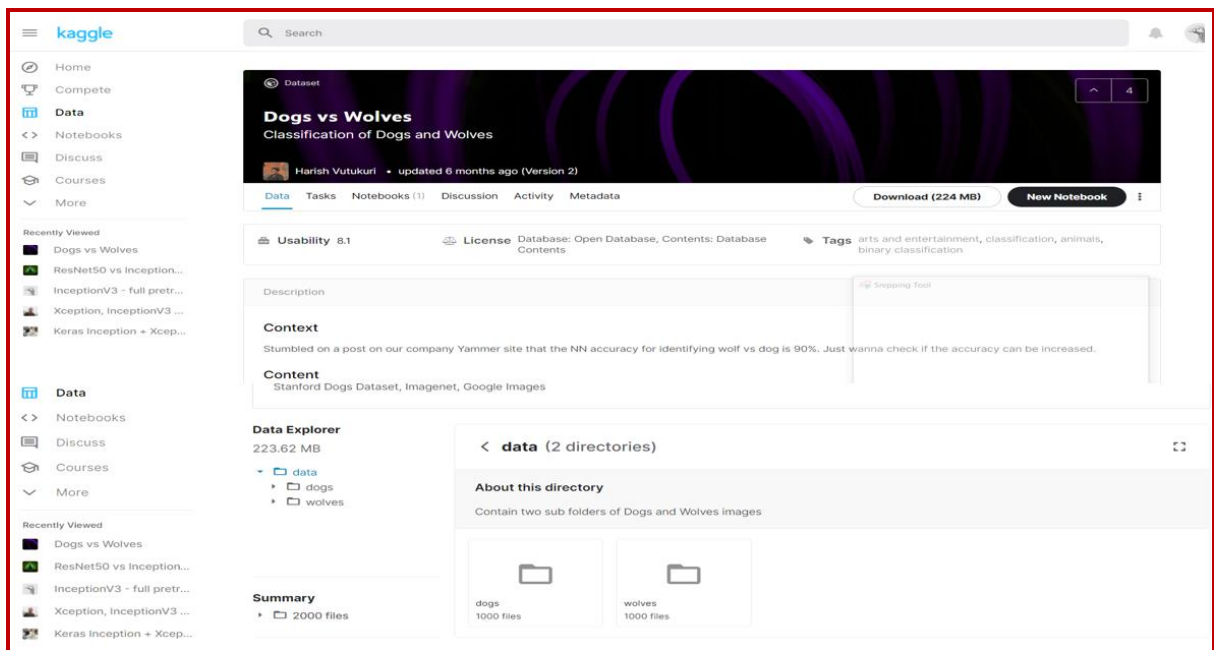 kaggle
Search
Home
Compete
Data
Notebooks
Discuss
Courses
More
Recently Viewed
Dogs vs Wolves
ResNet50 vs Inception...
InceptionV3 - full pretr...
Xception, InceptionV3 ...
Keras Inception + Xcep...
Dataset
4
Dogs vs Wolves
Classification of Dogs and Wolves
Harish Vutukuri • updated 6 months ago (Version 2)
Data Tasks Notebooks (1) Discussion Activity Metadata Download (224 MB) New Notebook
Usability 8.1 License Database: Open Database, Contents: Database Contents
Tags arts and entertainment, classification, animals, binary classification
Description
Snipping Tool
Context
Stumbled on a post on our company Yammer site that the NN accuracy for identifying wolf vs dog is 90%. Just wanna check if the accuracy can be increased.
Content
Stanford Dogs Dataset, Imagenet, Google Images
Data
Notebooks
Discuss
Courses
More
Recently Viewed
Dogs vs Wolves
ResNet50 vs Inception...
InceptionV3 - full pretr...
Xception, InceptionV3 ...
Keras Inception + Xcep...
Data Explorer
223.62 MB
data
dogs
wolves
Summary
2000 files
< data (2 directories)
About this directory
Contain two sub folders of Dogs and Wolves images
dogs
1000 files
wolves
1000 files